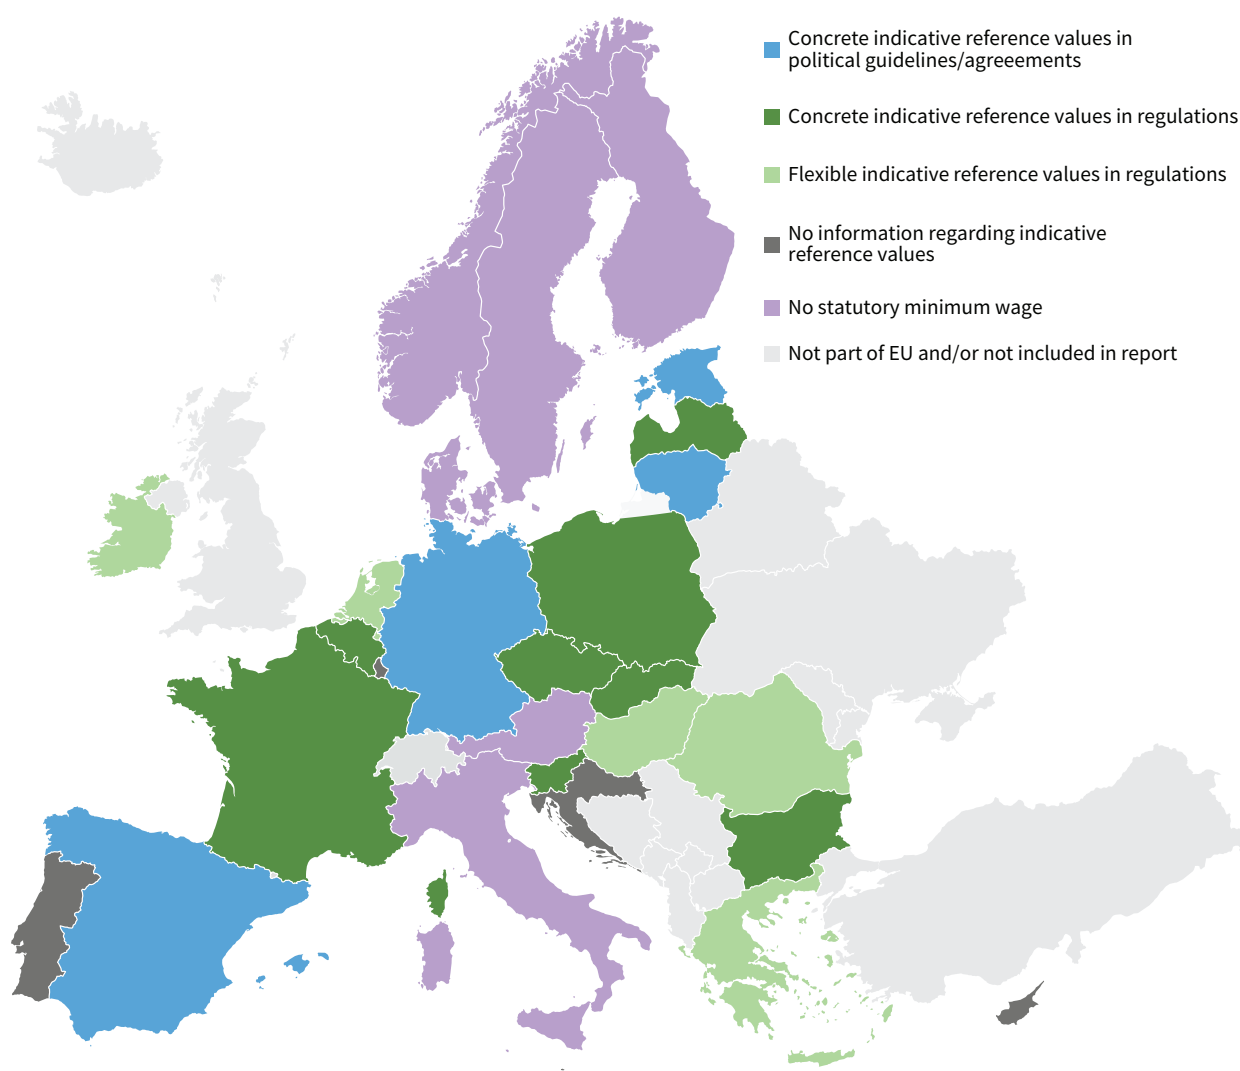 Concrete indicative reference values in
political guidelines/agreeements
Concrete indicative reference values in regulations
Flexible indicative reference values in regulations
No information regarding indicative
reference values
No statutory minimum wage
Not part of EU and/or not included in report